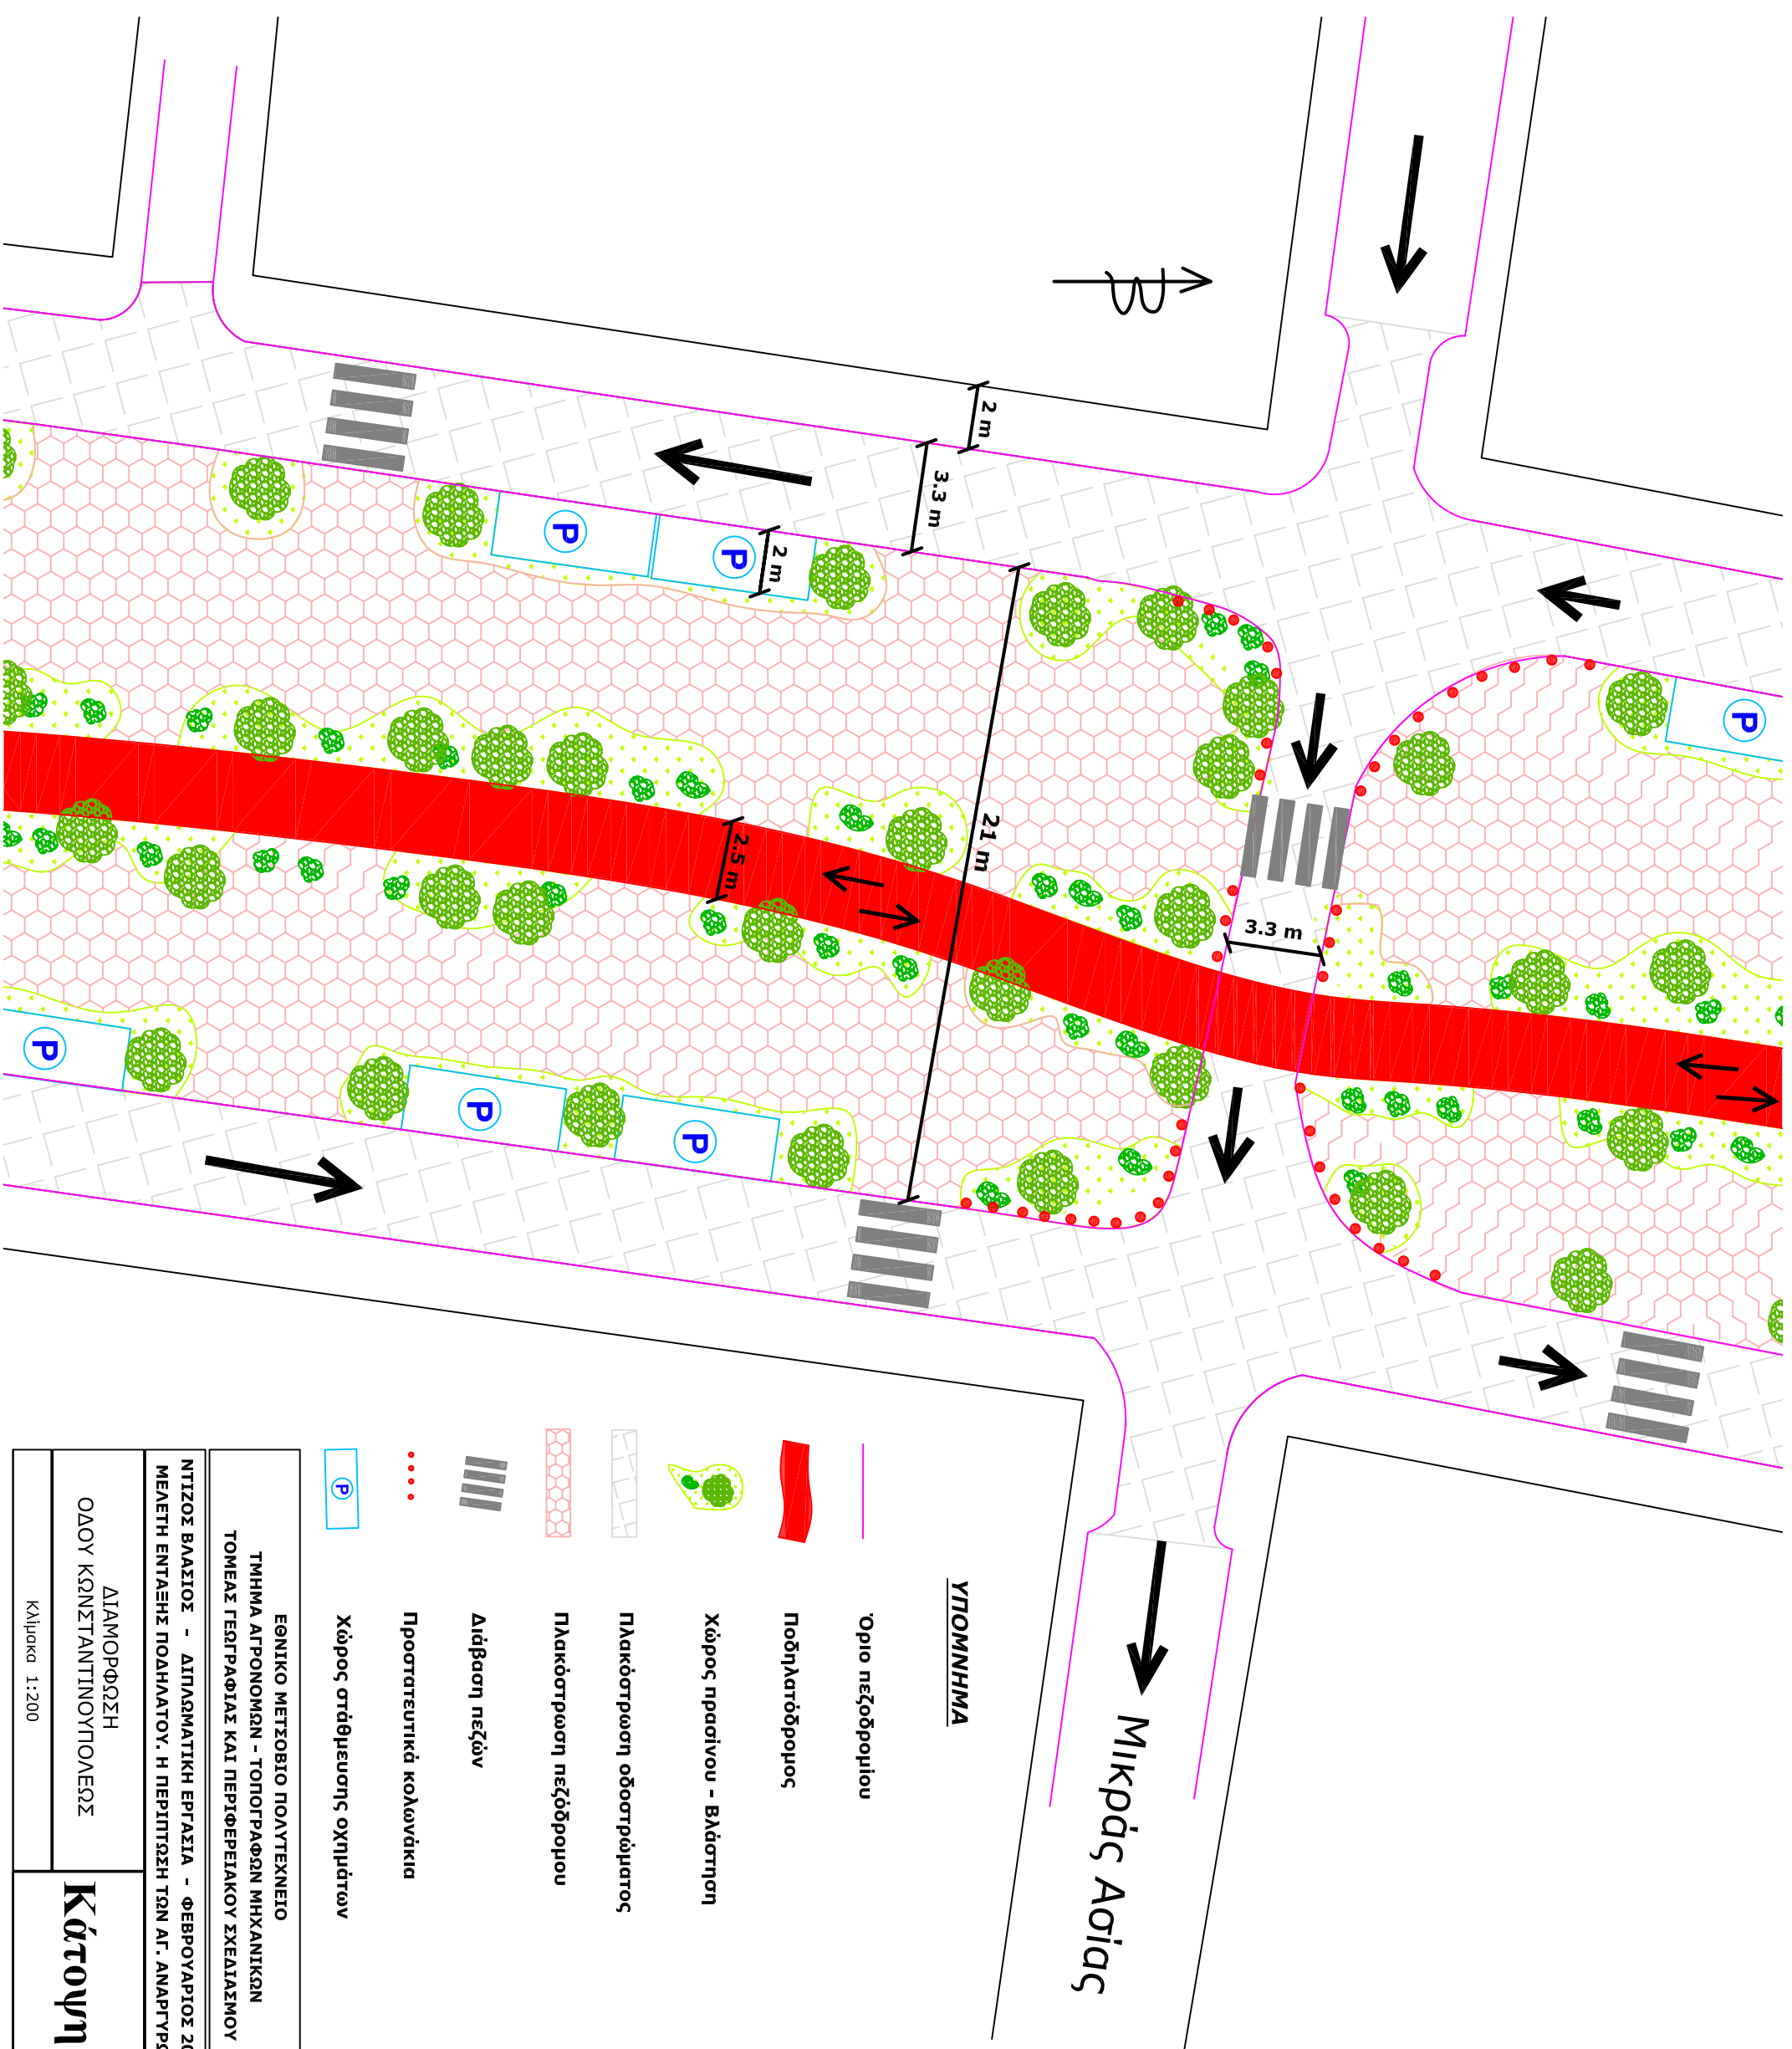 2 m
3.3 m
2 m
P
P
P
21 m
2.5 m
3.3 m
P
P
P
Μικράς Ασίας
ΥΠΟΜΝΗΜΑ
Όριο πεζοδρομίου
Ποδηλατόδρομος
Χώρος πρασίνου - Βλάστηση
Πλακόστρωση οδοστρώματος
Πλακόστρωση πεζόδρομου
Διάβαση πεζών
Προστατευτικά κολωνάκια
P
Χώρος στάθμευσης οχημάτων
ΕΘΝΙΚΟ ΜΕΤΣΟΒΙΟ ΠΟΛΥΤΕΧΝΕΙΟ
ΤΜΗΜΑ ΑΓΡΟΝΟΜΩΝ - ΤΟΠΟΓΡΑΦΩΝ ΜΗΧΑΝΙΚΩΝ
ΤΟΜΕΑΣ ΓΕΩΓΡΑΦΙΑΣ ΚΑΙ ΠΕΡΙΦΕΡΕΙΑΚΟΥ ΣΧΕΔΙΑΣΜΟΥ
ΝΤΙΖΟΣ ΒΛΑΣΙΟΣ - ΔΙΠΛΩΜΑΤΙΚΗ ΕΡΓΑΣΙΑ - ΦΕΒΡΟΥΑΡΙΟΣ
ΜΕΛΕΤΗ ΕΝΤΑΞΗΣ ΠΟΔΗΛΑΤΟΥ. Η ΠΕΡΙΠΤΩΣΗ ΤΩΝ ΑΓ.
ΔΙΑΜΟΡΦΩΣΗ
ΟΔΟΥ ΚΩΝΣΤΑΝΤΙΝΟΥΠΟΛΕΩΣ
Κλίμακα 1:200
Κάτοψη